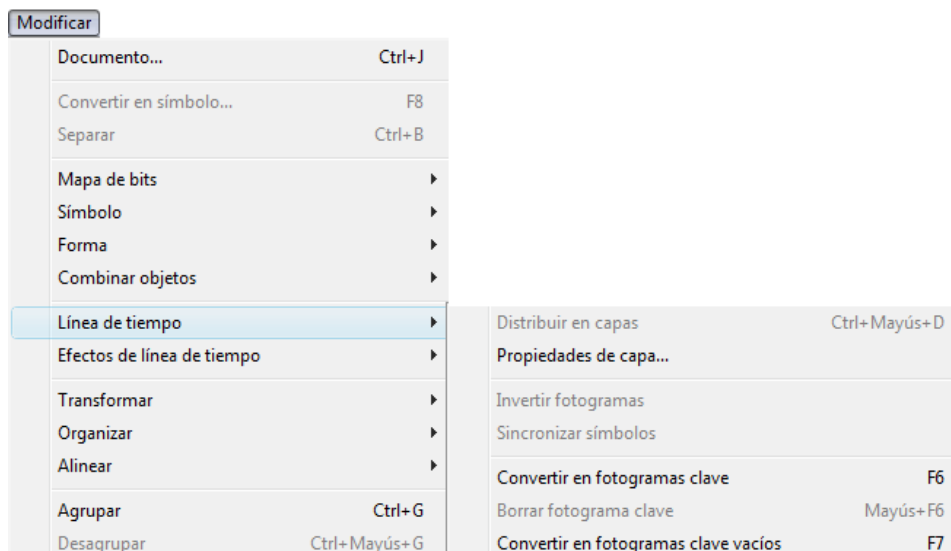 Modificar
Documento... Ctrl+J
Convertir en símbolo... F8
Separar Ctrl+B
Mapa de bits
Símbolo
Forma
Combinar objetos
Línea de tiempo
Efectos de línea de tiempo
Transformar
Organizar
Alinear
Agrupar Ctrl+G
Desagrupar Ctrl+Mayús+G
Distribuir en capas Ctrl+Mayús+D
Propiedades de capa...
Invertir fotogramas
Sincronizar símbolos
Convertir en fotogramas clave F6
Borrar fotograma clave Mayús+F6
Convertir en fotogramas clave vacíos F7